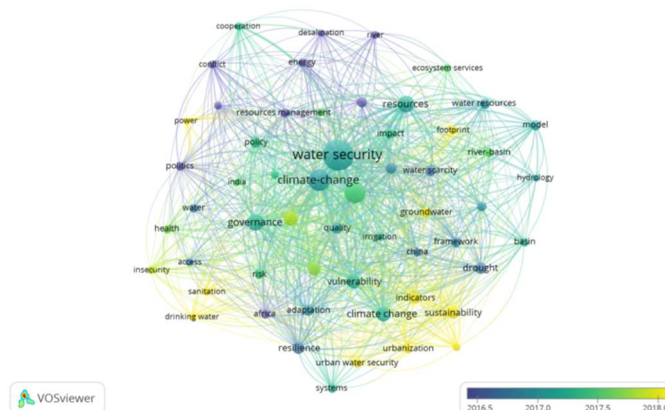 cooperation
desalination
river
conflict
energy
ecosystem services
resources management
resources
water resources
power
impact
footprint
model
policy
water security
river-basin
politics
climate-change
water scarcity
india
hydrology
water
groundwater
health
governance
quality
irrigation
framework
basin
access
china
insecurity
risk
vulnerability
drought
sanitation
indicators
drinking water
africa
adaptation
climate change
sustainability
resilience
urbanization
urban water security
systems
VOSviewer
2016.5 2017.0 2017.5 2018.0